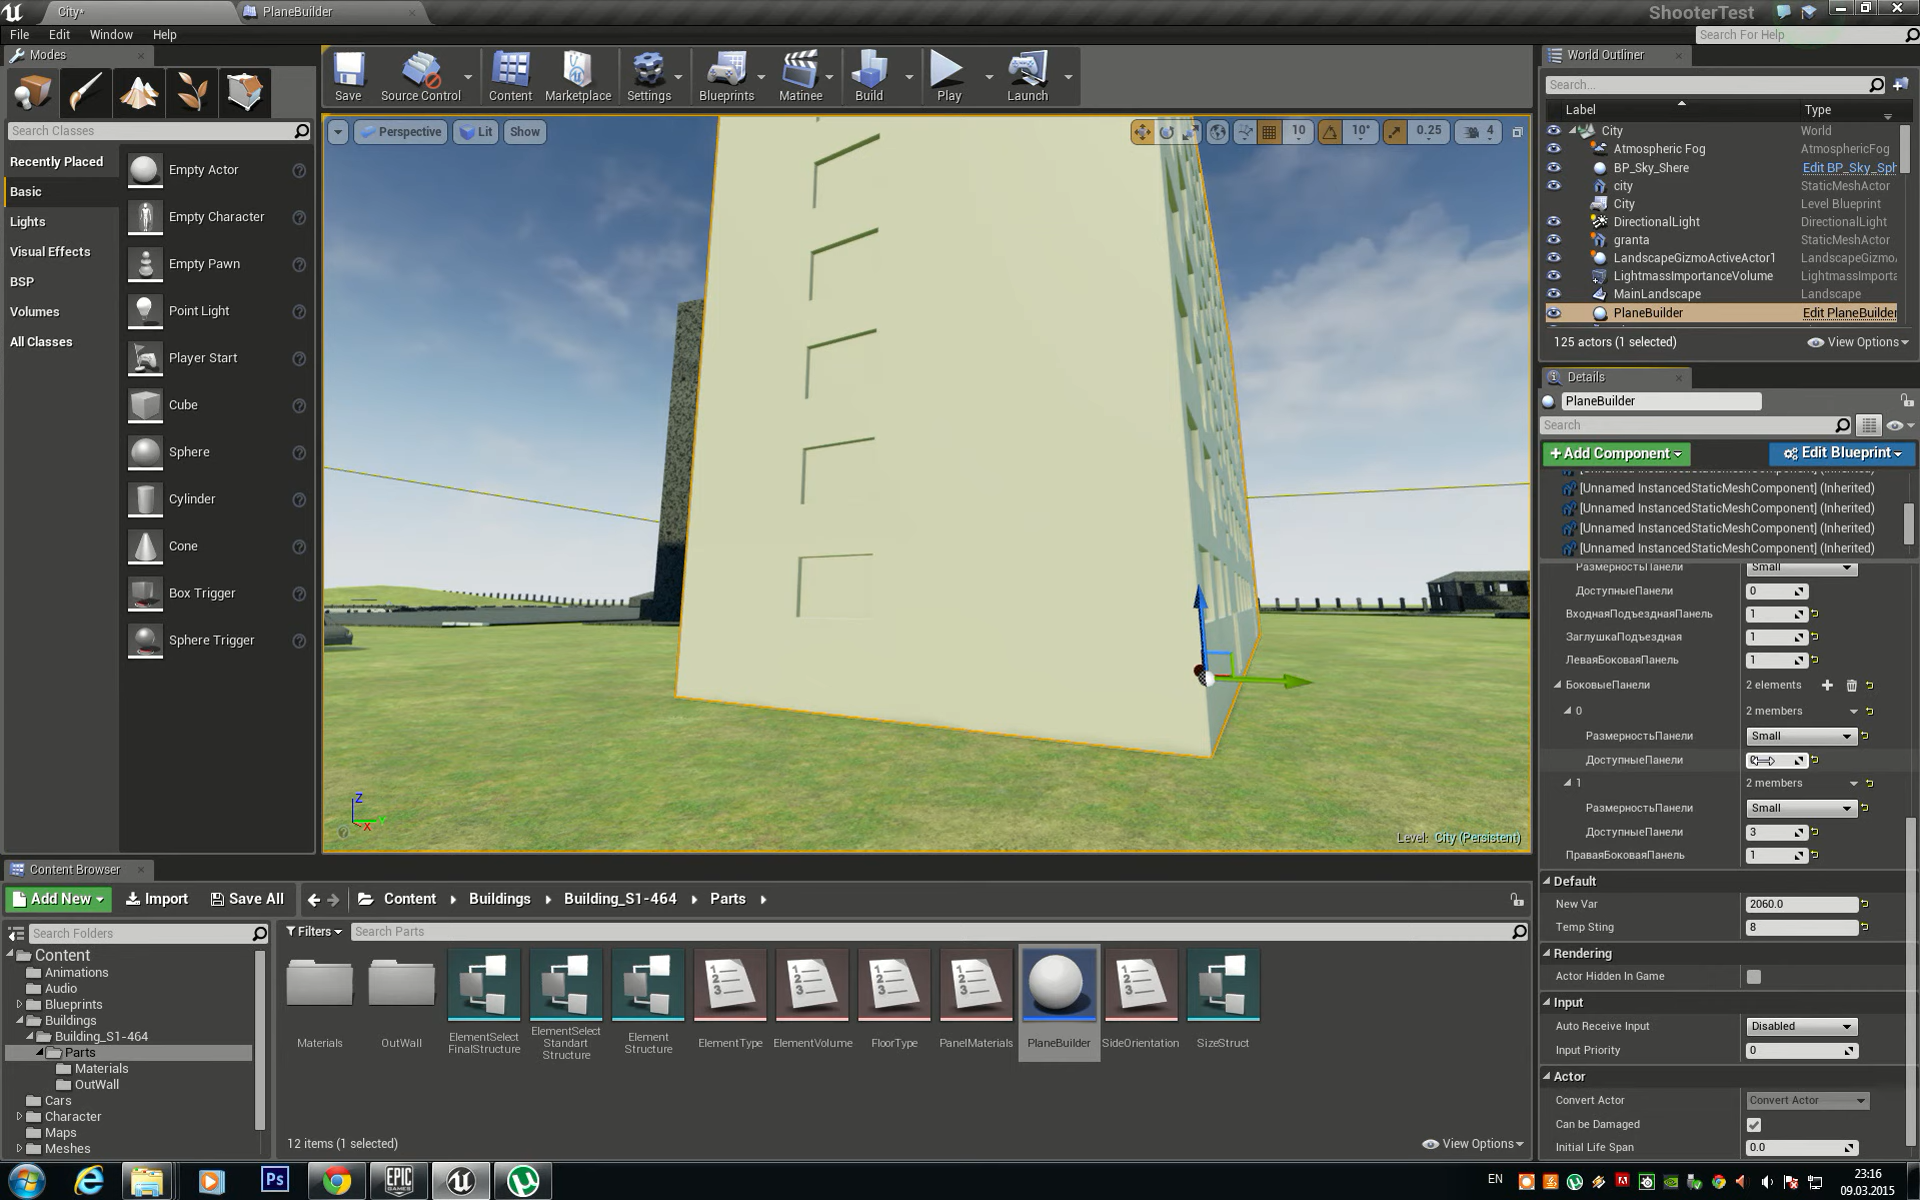 City*
PlaneBuilder
ShooterTest
File Edit Window Help
Search For Help
Modes
Search Classes
Recently Placed
Basic
Lights
Visual Effects
BSP
Volumes
All Classes
Empty Actor
Empty Character
Empty Pawn
Point Light
Player Start
Cube
Sphere
Cylinder
Cone
Box Trigger
Sphere Trigger
Save
Source Control
Content
Marketplace
Settings
Blueprints
Matinee
Build
Play
Launch
Perspective Lit Show
10 10° 0.25 4
Z
Y
X
Level: City (Persistent)
World Outliner
Search...
Label Type
City World
Atmospheric Fog AtmosphericFog
BP_Sky_Shere Edit BP_Sky_Sph
city StaticMeshActor
City Level Blueprint
DirectionalLight DirectionalLight
granta StaticMeshActor
LandscapeGizmoActiveActor1 LandscapeGizmo
LightmassImportanceVolume LightmassImporta
MainLandscape Landscape
PlaneBuilder Edit PlaneBuilder
125 actors (1 selected)
View Options
Details
PlaneBuilder
Search
+Add Component
Edit Blueprint
[Unnamed InstancedStaticMeshComponent] (Inherited)
[Unnamed InstancedStaticMeshComponent] (Inherited)
[Unnamed InstancedStaticMeshComponent] (Inherited)
[Unnamed InstancedStaticMeshComponent] (Inherited)
РазмерностьПанели Small
ДоступныеПанели 0
ВходнаяПодъезднаяПанель 1
ЗаглушкаПодъездная 1
ЛеваяБоковаяПанель 1
БоковыеПанели 2 elements
0 2 members
РазмерностьПанели Small
ДоступныеПанели
1 2 members
РазмерностьПанели Small
ДоступныеПанели 3
ПраваяБоковаяПанель 1
Default
New Var 2060.0
Temp Sting 8
Rendering
Actor Hidden In Game
Input
Auto Receive Input Disabled
Input Priority 0
Actor
Convert Actor Convert Actor
Can be Damaged
Initial Life Span 0.0
Content Browser
Add New Import Save All
Content Buildings Building_S1-464 Parts
Search Folders
Filters
Search Parts
Content
Animations
Audio
Blueprints
Buildings
Building_S1-464
Parts
Materials
OutWall
Cars
Character
Maps
Meshes
Materials
OutWall
ElementSelect
FinalStructure
ElementSelect
Standart
Structure
Element
Structure
ElementType
ElementVolume
FloorType
PanelMaterials
PlaneBuilder
SideOrientation
SizeStruct
12 items (1 selected)
View Options
Ps
EPIC
GAMES
EN
23:16
09.03.2015